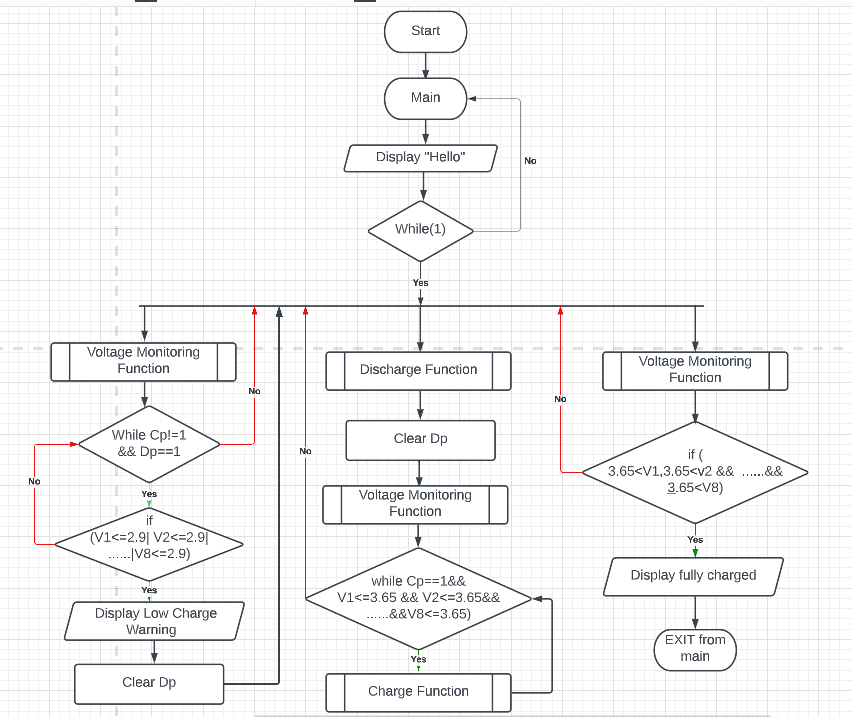 Start
Main
Display "Hello"
No
While(1)
Yes
Voltage Monitoring
Function
No
While Cp!=1
&& Dp==1
No
Yes
if
(V1<=2.9| V2<=2.9|
......|V8<=2.9)
Yes
Display Low Charge
Warning
Clear Dp
Discharge Function
Clear Dp
No
Voltage Monitoring
Function
while Cp==1&&
V1<=3.65 && V2<=3.65&&
......&&V8<=3.65)
Yes
Charge Function
Voltage Monitoring
Function
No
if (
3.65<V1,3.65<v2 && ......&&
3.65<V8)
Yes
Display fully charged
EXIT from
main